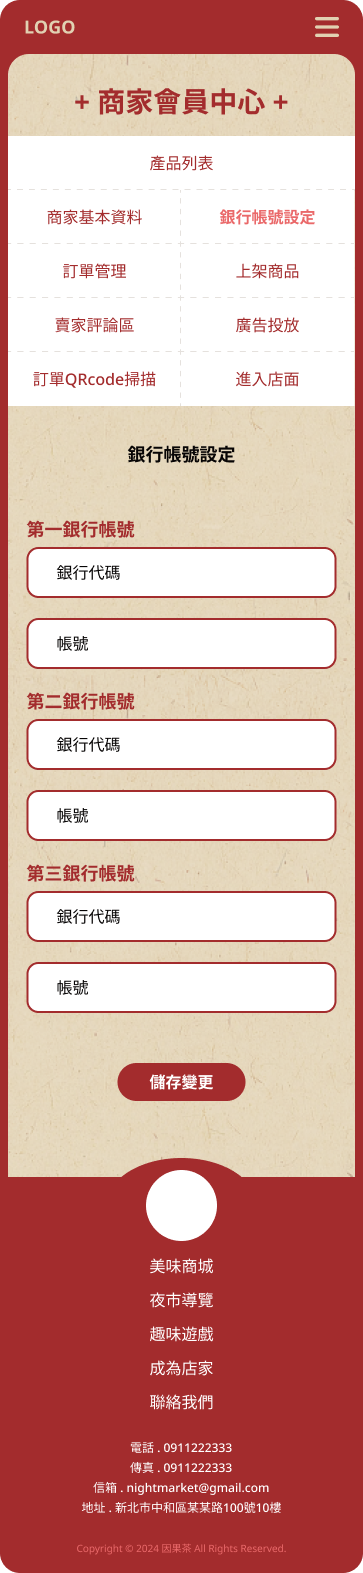 LOGO
+ 商家會員中心 +
產品列表
商家基本資料 銀行帳號設定
訂單管理 上架商品
賣家評論區 廣告投放
訂單QRcode掃描 進入店面
銀行帳號設定
第一銀行帳號
銀行代碼
帳號
第二銀行帳號
銀行代碼
帳號
第三銀行帳號
銀行代碼
帳號
儲存變更
美味商城
夜市導覽
趣味遊戲
成為店家
聯絡我們
電話 . 0911222333
傳真 . 0911222333
信箱 . nightmarket@gmail.com
地址 . 新北市中和區某某路100號10樓
Copyright © 2024 因果茶 All Rights Reserved.